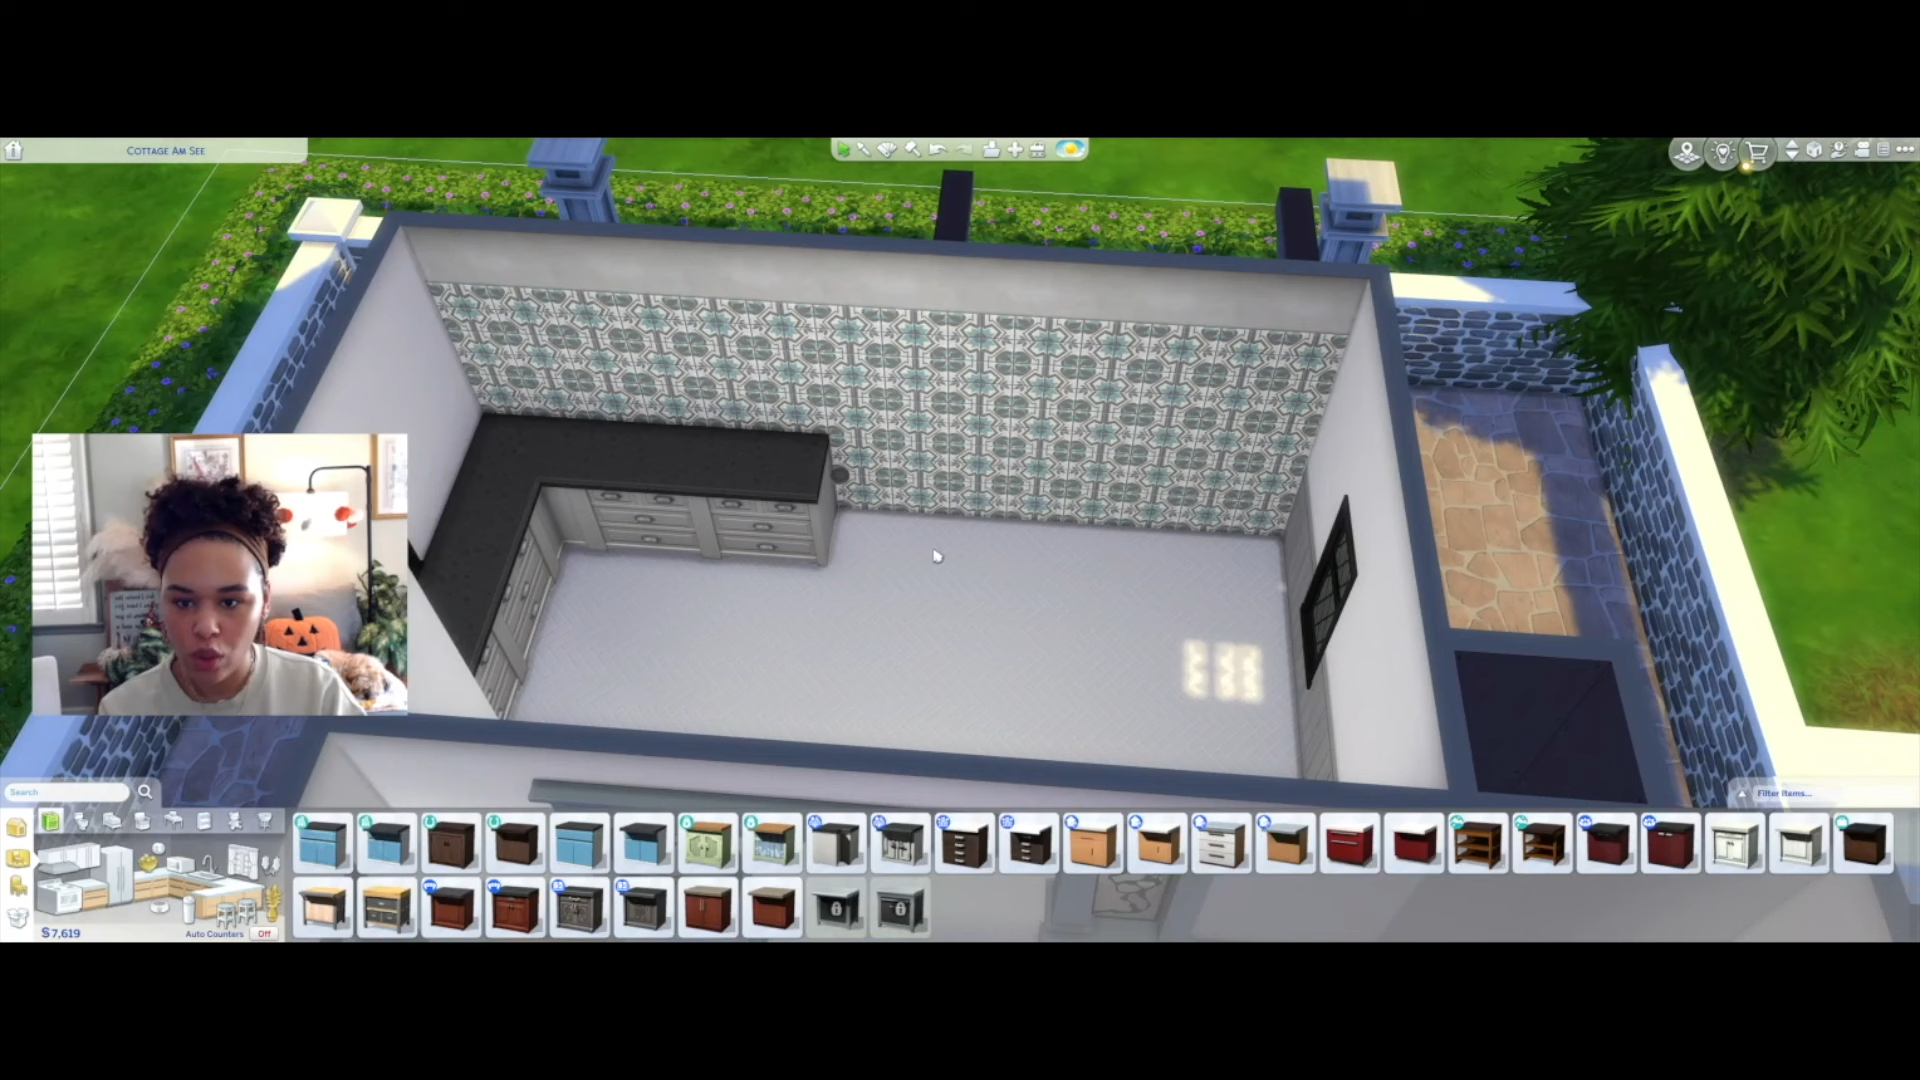 Cottage Am See
Search
Filter Items...
§7,619
Auto Counters
Off